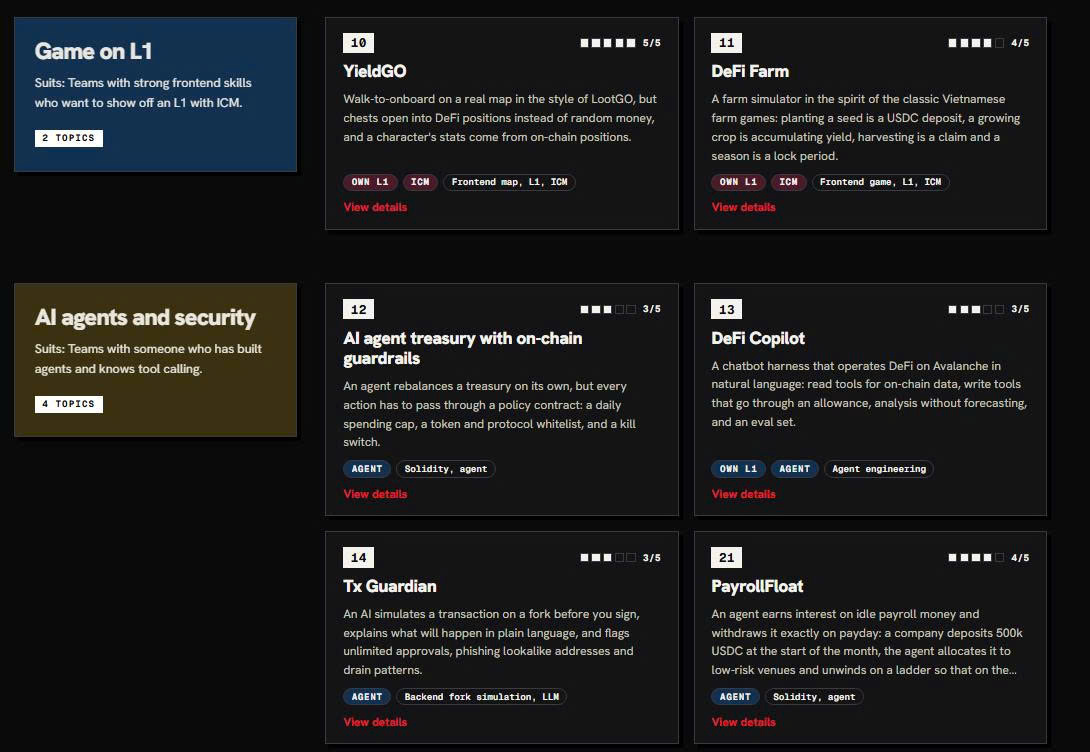 Game on L1
Suits: Teams with strong frontend skills
who want to show off an L1 with ICM.
2 TOPICS
10
5/5
YieldGO
Walk-to-onboard on a real map in the style of LootGO, but
chests open into DeFi positions instead of random money,
and a character's stats come from on-chain positions.
OWN L1
ICM
Frontend map, L1, ICM
View details
11
4/5
DeFi Farm
A farm simulator in the spirit of the classic Vietnamese
farm games: planting a seed is a USDC deposit, a growing
crop is accumulating yield, harvesting is a claim and a
season is a lock period.
OWN L1
ICM
Frontend game, L1, ICM
View details
AI agents and security
Suits: Teams with someone who has built
agents and knows tool calling.
4 TOPICS
12
3/5
AI agent treasury with on-chain
guardrails
An agent rebalances a treasury on its own, but every
action has to pass through a policy contract: a daily
spending cap, a token and protocol whitelist, and a kill
switch.
AGENT
Solidity, agent
View details
13
3/5
DeFi Copilot
A chatbot harness that operates DeFi on Avalanche in
natural language: read tools for on-chain data, write tools
that go through an allowance, analysis without forecasting,
and an eval set.
OWN L1
AGENT
Agent engineering
View details
14
3/5
Tx Guardian
An AI simulates a transaction on a fork before you sign,
explains what will happen in plain language, and flags
unlimited approvals, phishing lookalike addresses and
drain patterns.
AGENT
Backend fork simulation, LLM
View details
21
4/5
PayrollFloat
An agent earns interest on idle payroll money and
withdraws it exactly on payday: a company deposits 500k
USDC at the start of the month, the agent allocates it to
low-risk venues and unwinds on a ladder so that on the...
AGENT
Solidity, agent
View details